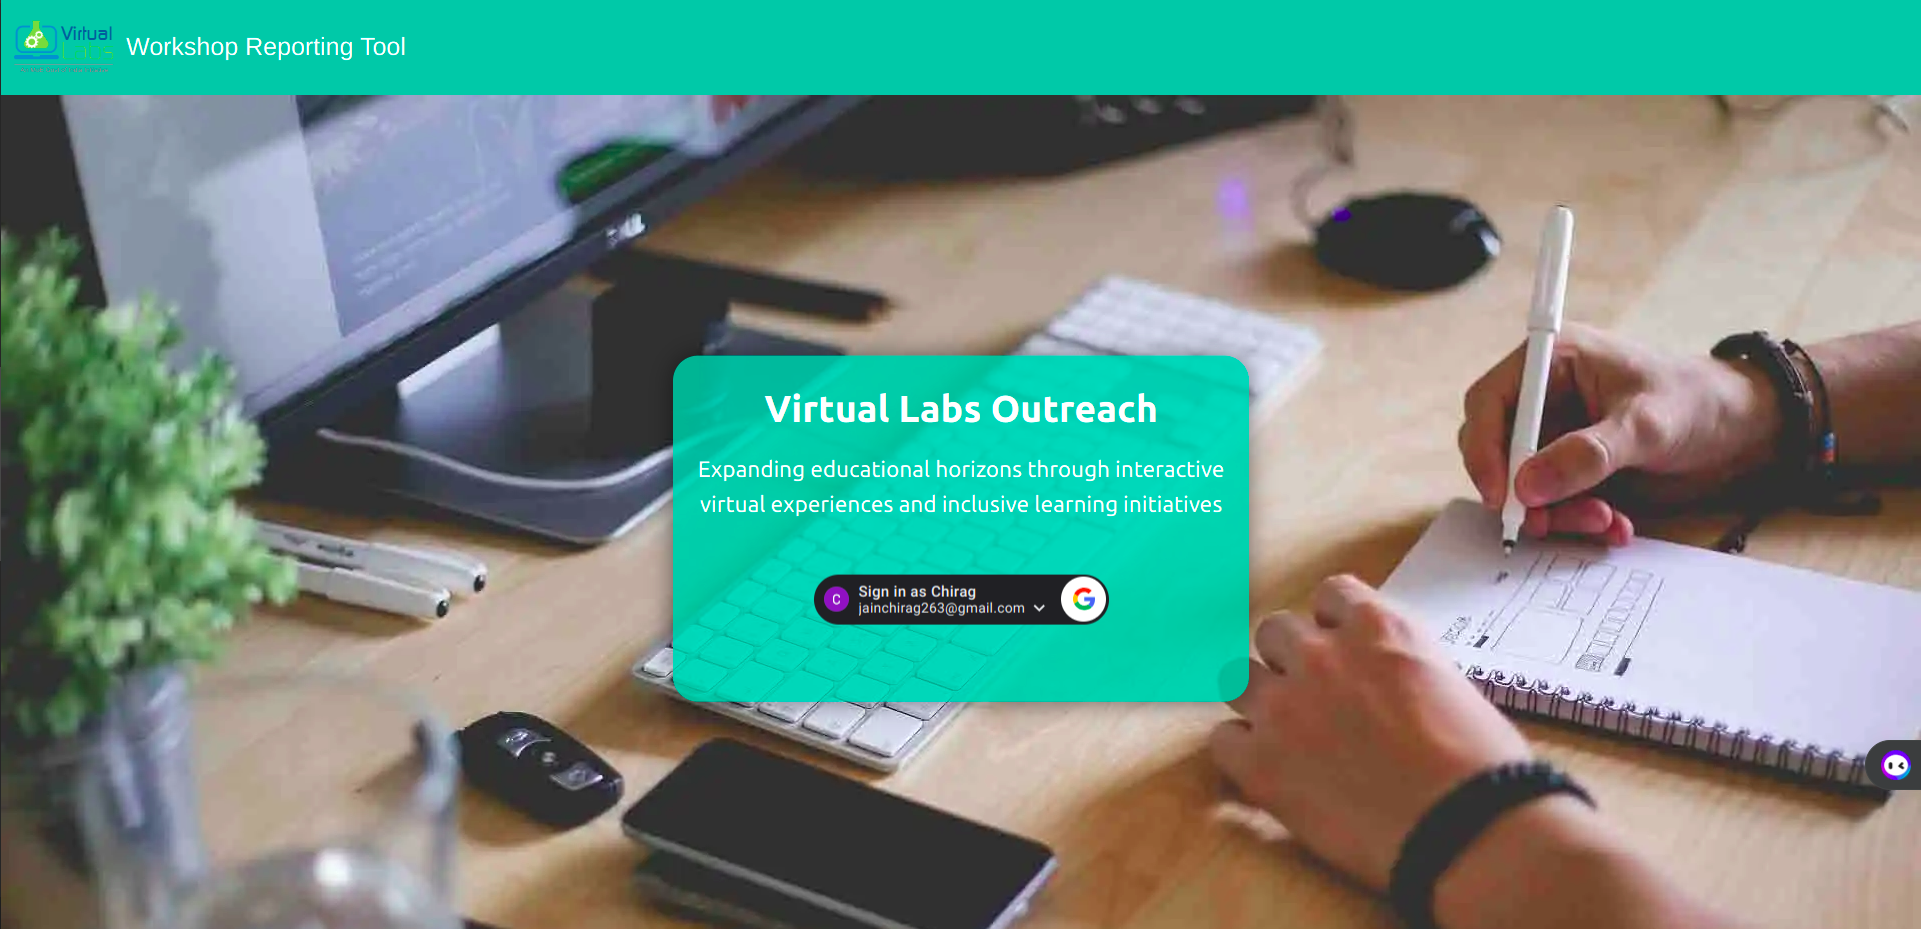 Virtual
Workshop Reporting Tool
Virtual Labs Outreach
Expanding educational horizons through interactive
virtual experiences and inclusive learning initiatives
C
Sign in as Chirag
jainchirag263@gmail.com